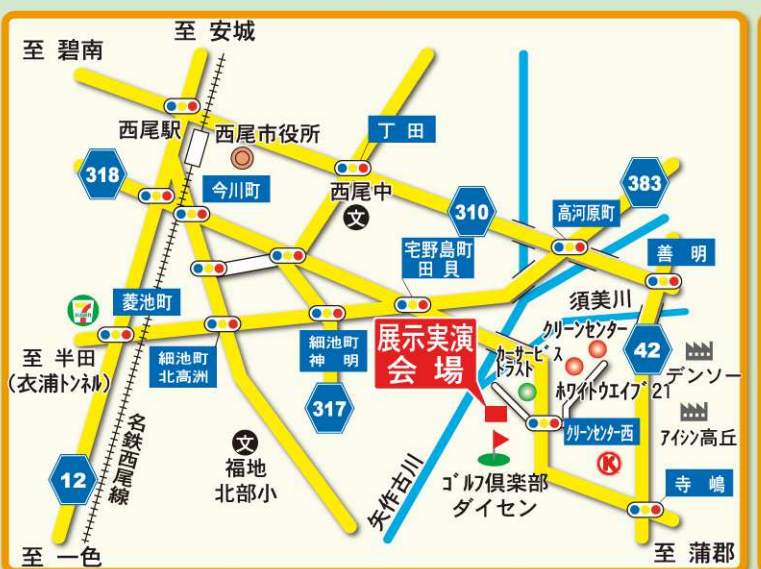 至 安城
至 碧南
西尾駅
西尾市役所
丁田
318
今川町
西尾中
文
310
383
高河原町
宅野島町
田貝
善明
菱池町
須美川
クリーンセンター
至 半田
(衣浦トンネル)
細池町
北高洲
細池町
神明
展示実演
会場
カーサービス
トラスト
42
デンソー
ホワイトウエイブ21
317
名鉄西尾線
文
福地
北部小
クリーンセンター西
アイシン高丘
12
矢作古川
ゴルフ倶楽部
ダイセン
K
寺嶋
至 一色
至 蒲郡